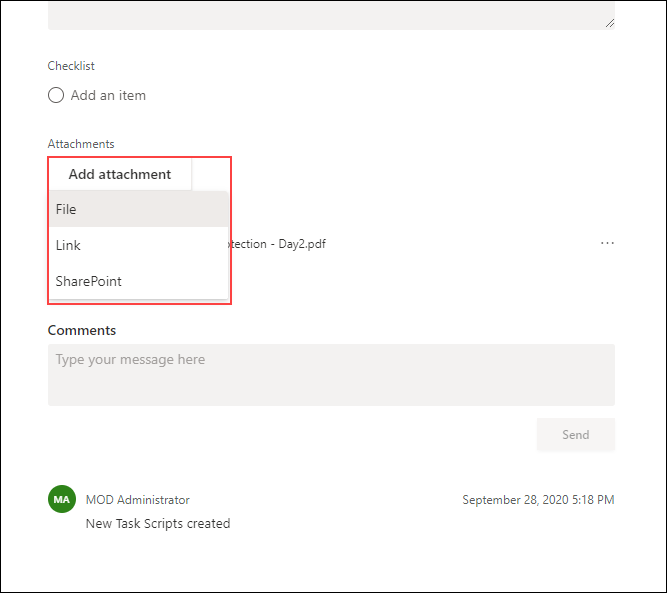 Checklist
Add an item
Attachments
Add attachment
File
Link
- Day2.pdf
...
SharePoint
Comments
Type your message here
Send
MA
MOD Administrator
September 28, 2020 5:18 PM
New Task Scripts created